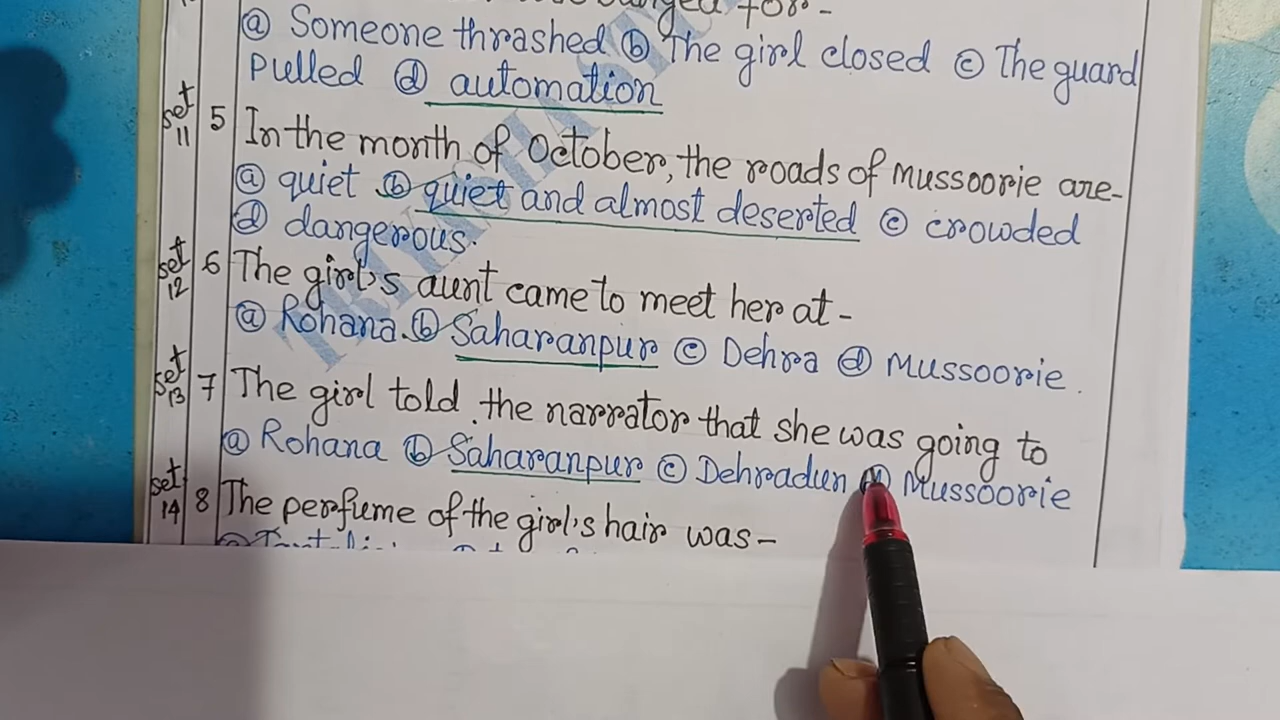 for-
ⓐ Someone thrashed ⓑ The girl closed ⓒ The guard
Pulled ⓓ automation
set 11 5 In the month of October, the roads of Mussoorie are-
ⓐ quiet ⓑ quiet and almost deserted ⓒ crowded
ⓓ dangerous.
set 12 6 The girl's aunt came to meet her at-
ⓐ Rohana. ⓑ Saharanpur ⓒ Dehra ⓓ Mussoorie.
set 13 7 The girl told the narrator that she was going to
ⓐ Rohana ⓑ Saharanpur ⓒ Dehradun ⓓ Mussoorie
set 14 8 The perfume of the girl's hair was-